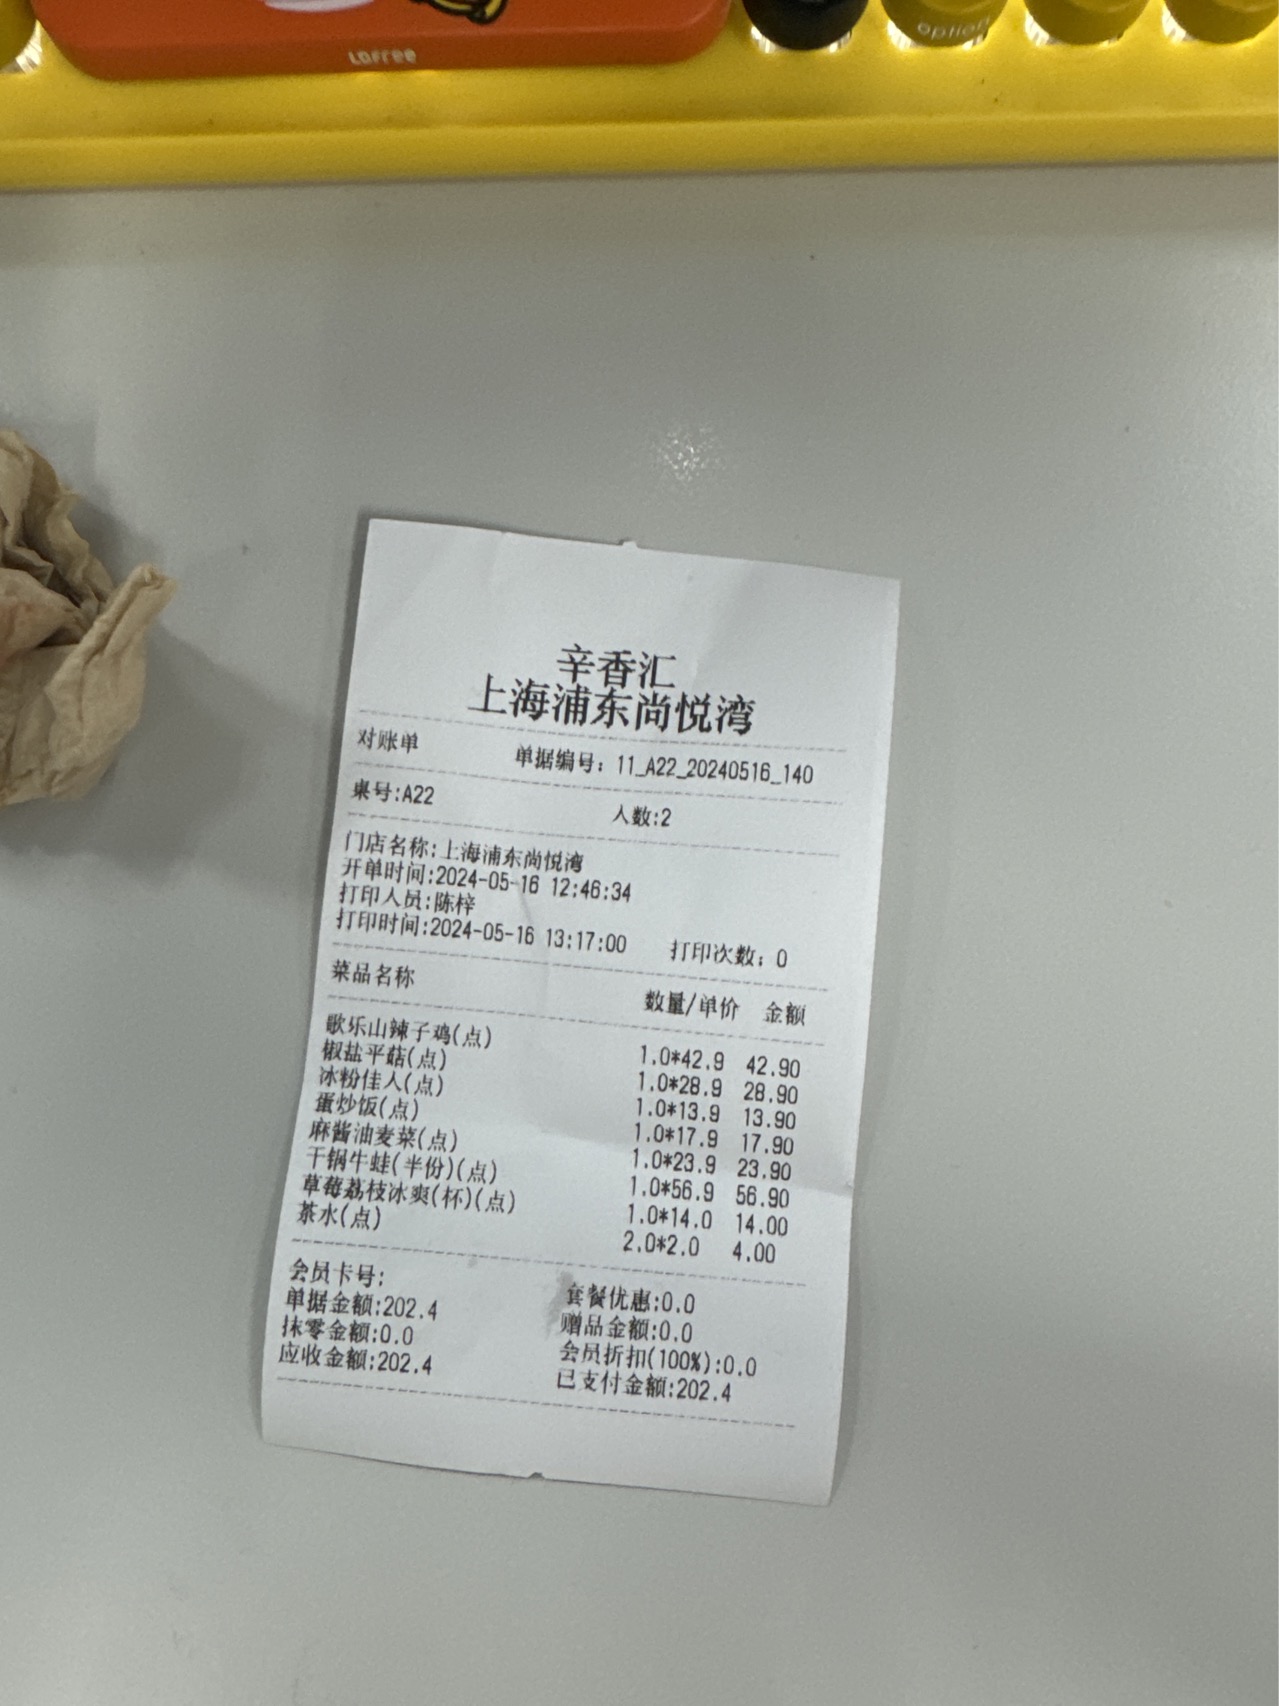 LOFREE
option
辛香汇
上海浦东尚悦湾
对账单 单据编号：11_A22_20240516_140
桌号:A22 人数:2
门店名称:上海浦东尚悦湾
开单时间:2024-05-16 12:46:34
打印人员:陈梓
打印时间:2024-05-16 13:17:00 打印次数：0
菜品名称 数量/单价 金额
歌乐山辣子鸡(点) 1.0*42.9 42.90
椒盐平菇(点) 1.0*28.9 28.90
冰粉佳人(点) 1.0*13.9 13.90
蛋炒饭(点) 1.0*17.9 17.90
麻酱油麦菜(点) 1.0*23.9 23.90
干锅牛蛙(半份)(点) 1.0*56.9 56.90
草莓荔枝冰爽(杯)(点) 1.0*14.0 14.00
茶水(点) 2.0*2.0 4.00
会员卡号: 套餐优惠:0.0
单据金额:202.4 赠品金额:0.0
抹零金额:0.0 会员折扣(100%):0.0
应收金额:202.4 已支付金额:202.4